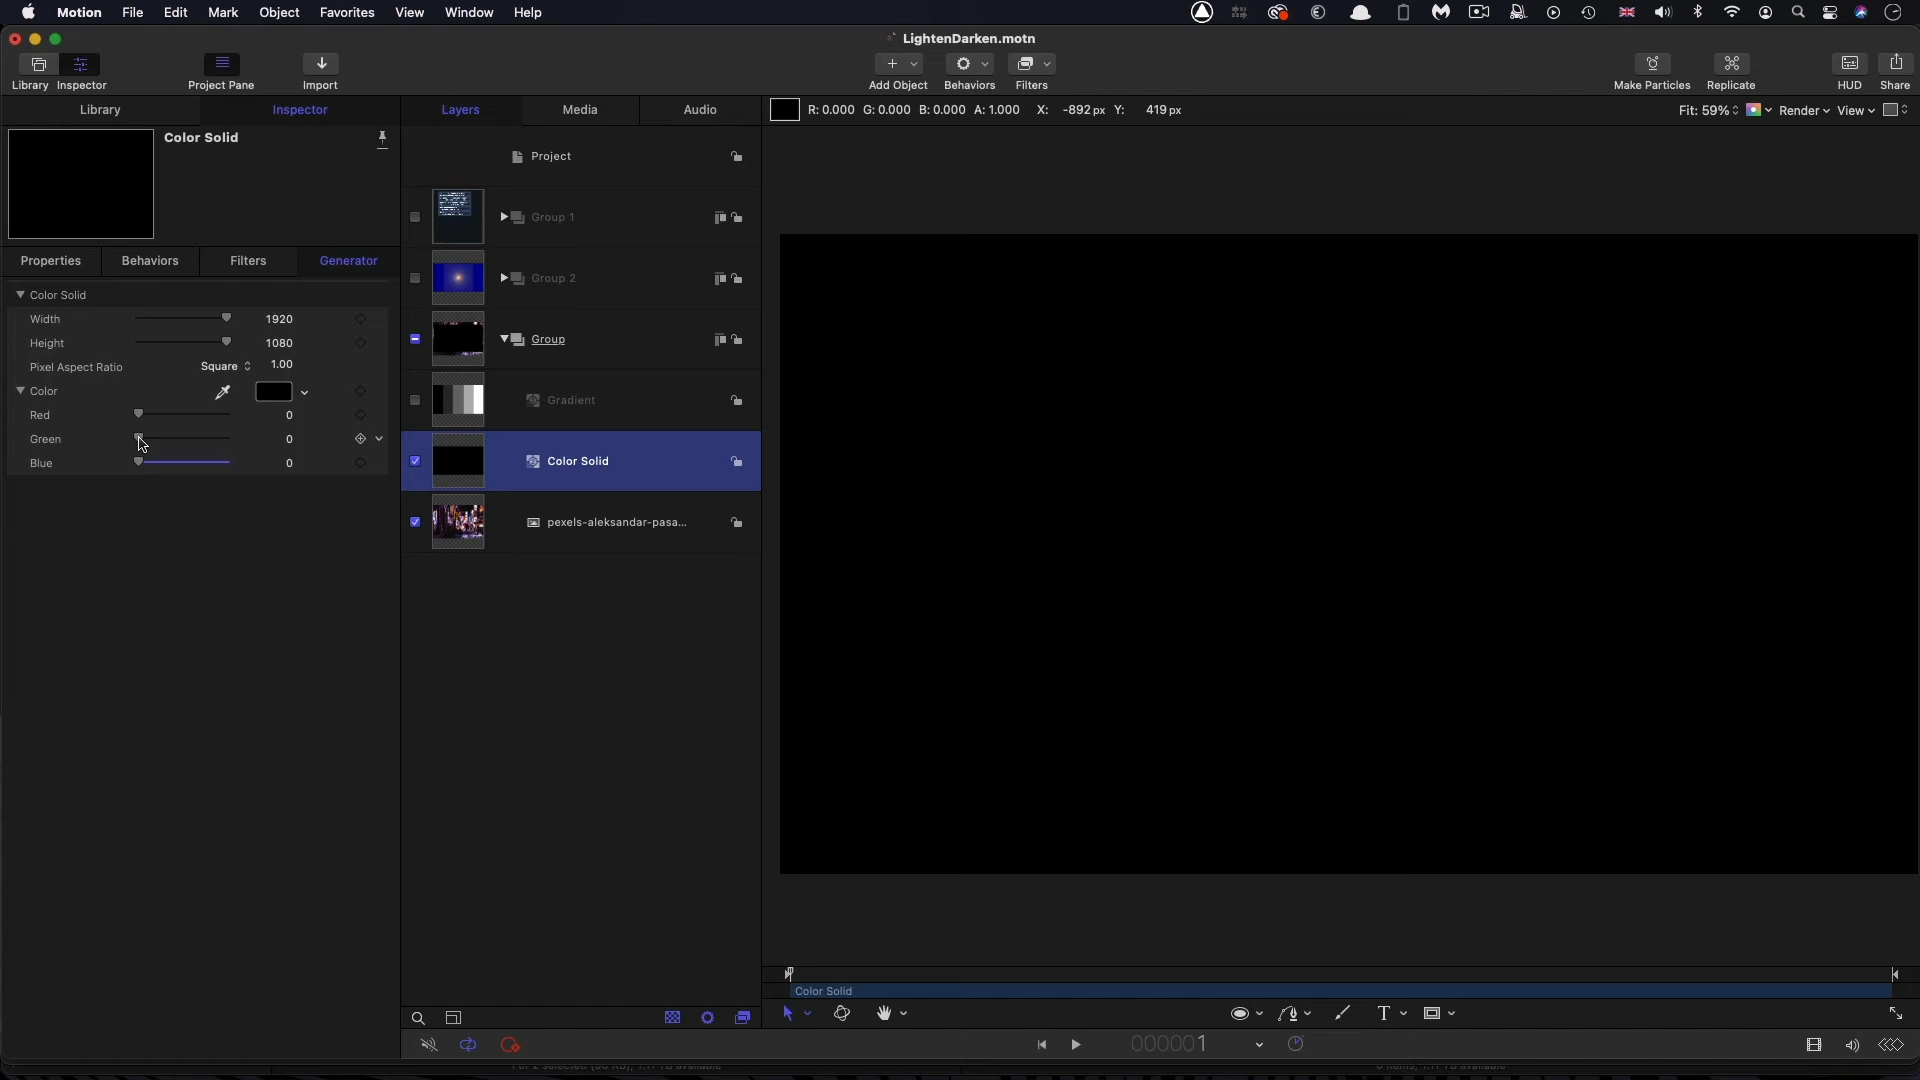 Motion File Edit Mark Object Favorites View Window Help
LightenDarken.motn
Library Inspector Project Pane Import Add Object Behaviors Filters Make Particles Replicate HUD Share
Library Inspector Layers Media Audio R: 0.000 G: 0.000 B: 0.000 A: 1.000 X: -892 px Y: 419 px Fit: 59% Render View
Color Solid
Project
Group 1
Properties Behaviors Filters Generator
Group 2
Color Solid
Width 1920
Height 1080
Group
Pixel Aspect Ratio Square 1.00
Color
Gradient
Red 0
Green 0
Blue 0
Color Solid
pexels-aleksandar-pasa...
Color Solid
T
000001